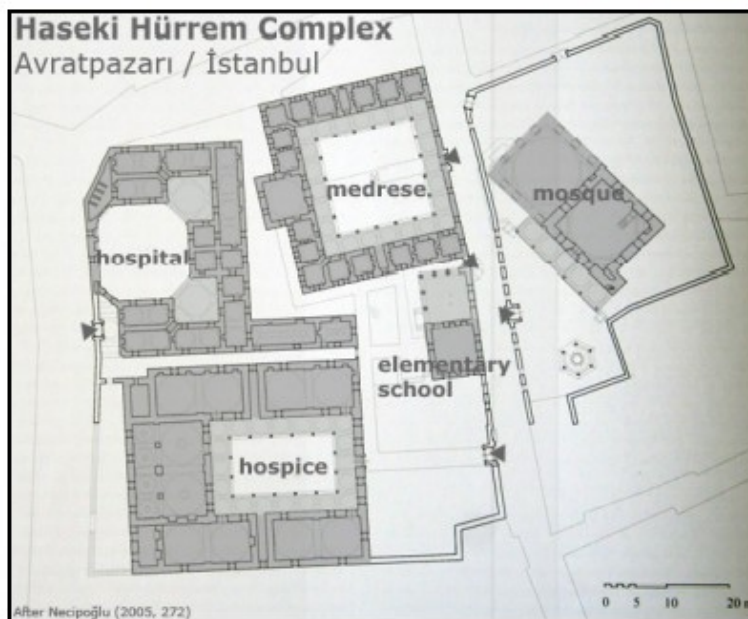 Haseki Hürrem Complex
Avratpazarı / İstanbul
medrese
mosque
hospital
elementary
school
hospice
After Necipoğlu (2005, 272)
0 5 10 20 m